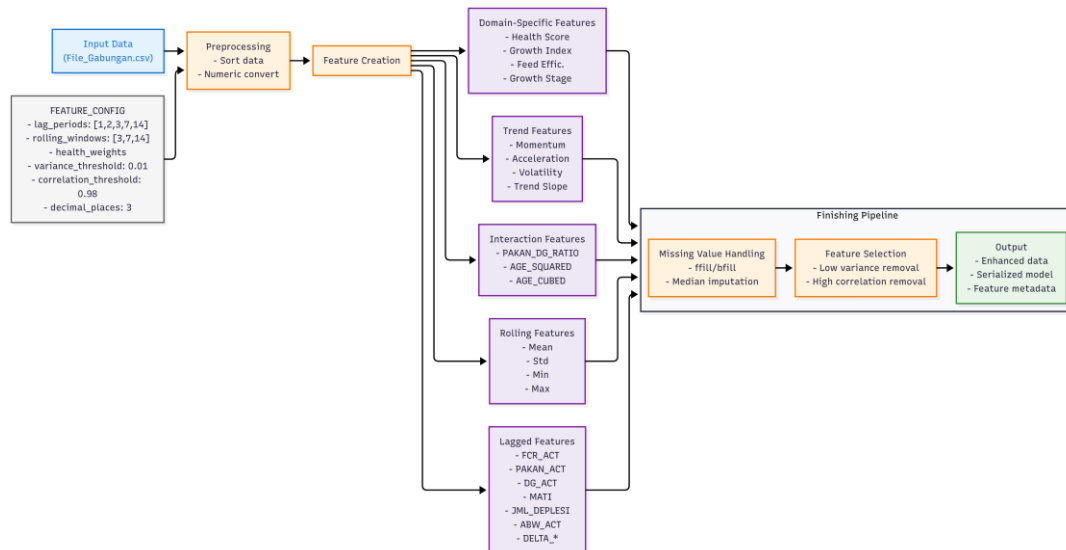 Input Data
(File_Gabungan.csv)
FEATURE_CONFIG
- lag_periods: [1,2,3,7,14]
- rolling_windows: [3,7,14]
- health_weights
- variance_threshold: 0.01
- correlation_threshold:
0.98
- decimal_places: 3
Preprocessing
- Sort data
- Numeric convert
Feature Creation
Domain-Specific Features
- Health Score
- Growth Index
- Feed Effic.
- Growth Stage
Trend Features
- Momentum
- Acceleration
- Volatility
- Trend Slope
Interaction Features
- PAKAN_DG_RATIO
- AGE_SQUARED
- AGE_CUBED
Rolling Features
- Mean
- Std
- Min
- Max
Lagged Features
- FCR_ACT
- PAKAN_ACT
- DG_ACT
- MATI
- JML_DEPLESI
- ABW_ACT
- DELTA_*
Finishing Pipeline
Missing Value Handling
- ffill/bfill
- Median imputation
Feature Selection
- Low variance removal
- High correlation removal
Output
- Enhanced data
- Serialized model
- Feature metadata